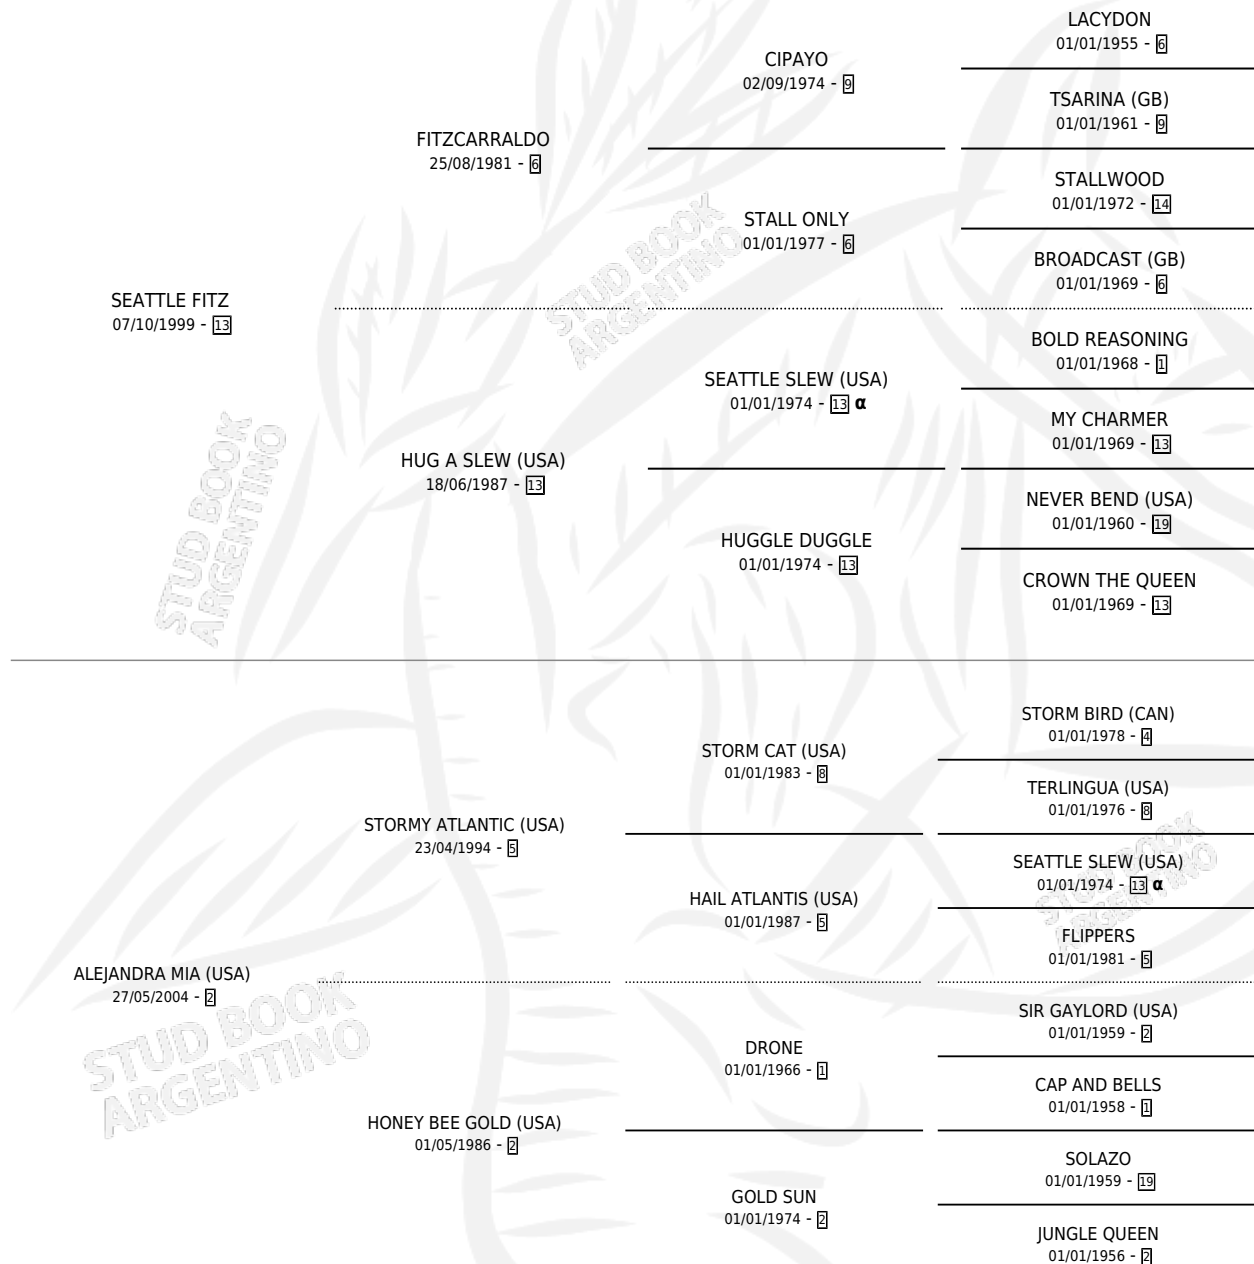 LACYDON
01/01/1955 - 6
CIPAYO
02/09/1974 - 9
TSARINA (GB)
01/01/1961 - 9
FITZCARRALDO
25/08/1981 - 6
STALLWOOD
01/01/1972 - 14
STALL ONLY
01/01/1977 - 6
BROADCAST (GB)
01/01/1969 - 6
SEATTLE FITZ
07/10/1999 - 13
BOLD REASONING
01/01/1968 - 1
SEATTLE SLEW (USA)
01/01/1974 - 13 α
MY CHARMER
01/01/1969 - 13
HUG A SLEW (USA)
18/06/1987 - 13
NEVER BEND (USA)
01/01/1960 - 19
HUGGLE DUGGLE
01/01/1974 - 13
CROWN THE QUEEN
01/01/1969 - 13
STORM BIRD (CAN)
01/01/1978 - 4
STORM CAT (USA)
01/01/1983 - 8
TERLINGUA (USA)
01/01/1976 - 8
STORMY ATLANTIC (USA)
23/04/1994 - 5
SEATTLE SLEW (USA)
01/01/1974 - 13 α
HAIL ATLANTIS (USA)
01/01/1987 - 5
FLIPPERS
01/01/1981 - 5
ALEJANDRA MIA (USA)
27/05/2004 - 2
SIR GAYLORD (USA)
01/01/1959 - 2
DRONE
01/01/1966 - 1
CAP AND BELLS
01/01/1958 - 1
HONEY BEE GOLD (USA)
01/05/1986 - 2
SOLAZO
01/01/1959 - 19
GOLD SUN
01/01/1974 - 2
JUNGLE QUEEN
01/01/1956 - 2
STUD BOOK
ARGENTINO
STUD BOOK
ARGENTINO
STUD BOOK
ARGENTINO
STUD BOOK
ARGENTINO